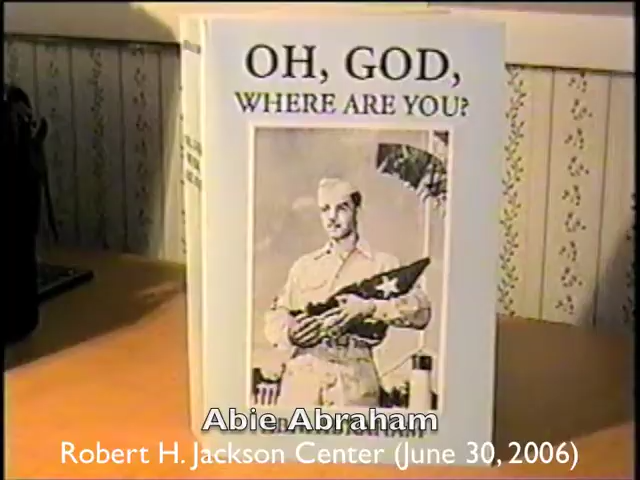 OH, GOD,
WHERE ARE YOU?
Abie Abraham
Robert H. Jackson Center (June 30, 2006)